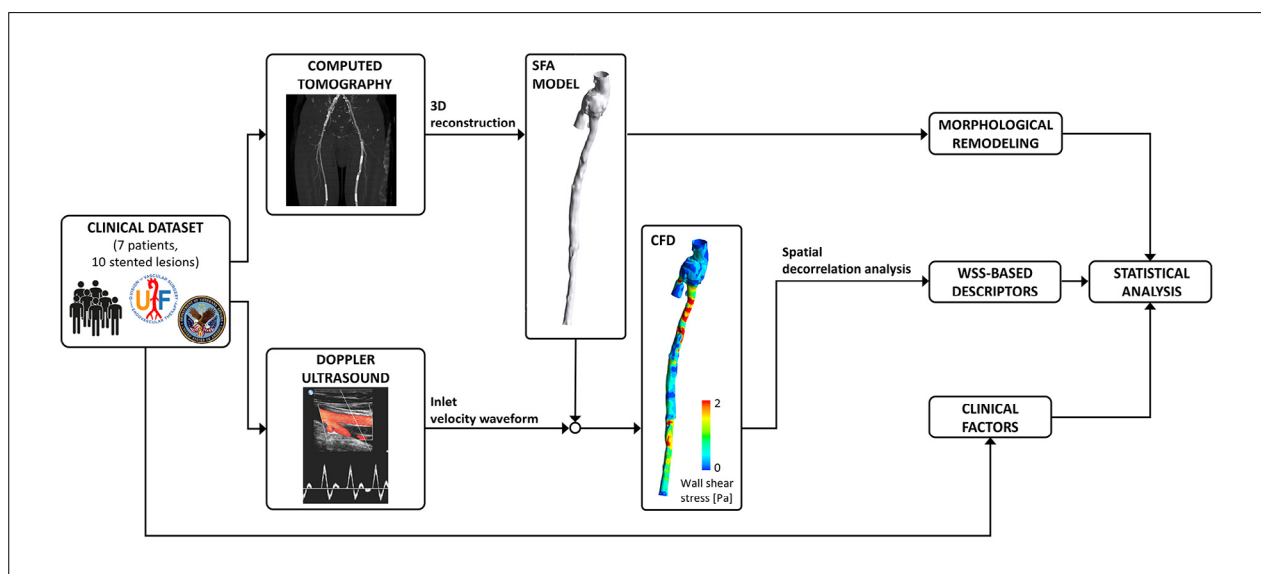 COMPUTED
TOMOGRAPHY
3D
reconstruction
SFA
MODEL
MORPHOLOGICAL
REMODELING
CLINICAL DATASET
(7 patients,
10 stented lesions)
UF
CFD
Spatial
decorrelation analysis
WSS-BASED
DESCRIPTORS
STATISTICAL
ANALYSIS
DOPPLER
ULTRASOUND
Inlet
velocity waveform
2
0
Wall shear
stress [Pa]
CLINICAL
FACTORS